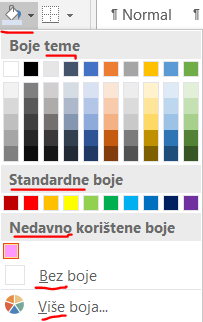 ¶ Normal
Boje teme
Standardne boje
Nedavno korištene boje
Bez boje
Više boja...